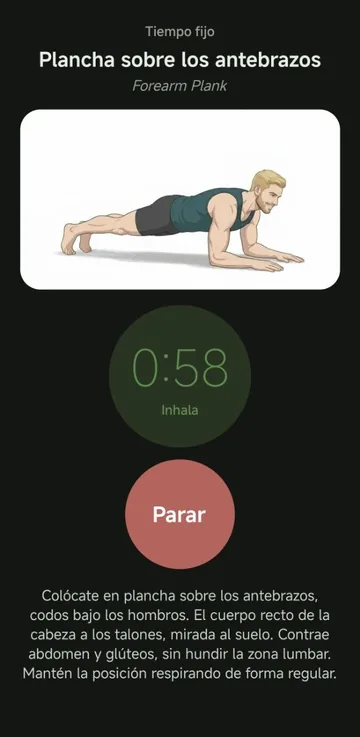 Tiempo fijo
Plancha sobre los antebrazos
Forearm Plank
0:58
Inhala
Parar
Colócate en plancha sobre los antebrazos,
codos bajo los hombros. El cuerpo recto de la
cabeza a los talones, mirada al suelo. Contrae
abdomen y glúteos, sin hundir la zona lumbar.
Mantén la posición respirando de forma regular.